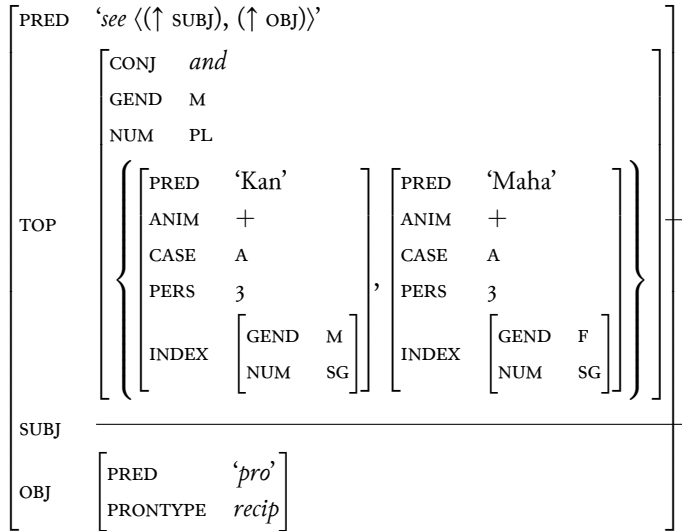 PRED ‘see ⟨(↑ SUBJ), (↑ OBJ)⟩’
CONJ and
GEND M
NUM PL
TOP
PRED ‘Kan’
ANIM +
CASE A
PERS 3
INDEX
GEND M
NUM SG
,
PRED ‘Maha’
ANIM +
CASE A
PERS 3
INDEX
GEND F
NUM SG
SUBJ
OBJ
PRED ‘pro’
PRONTYPE recip